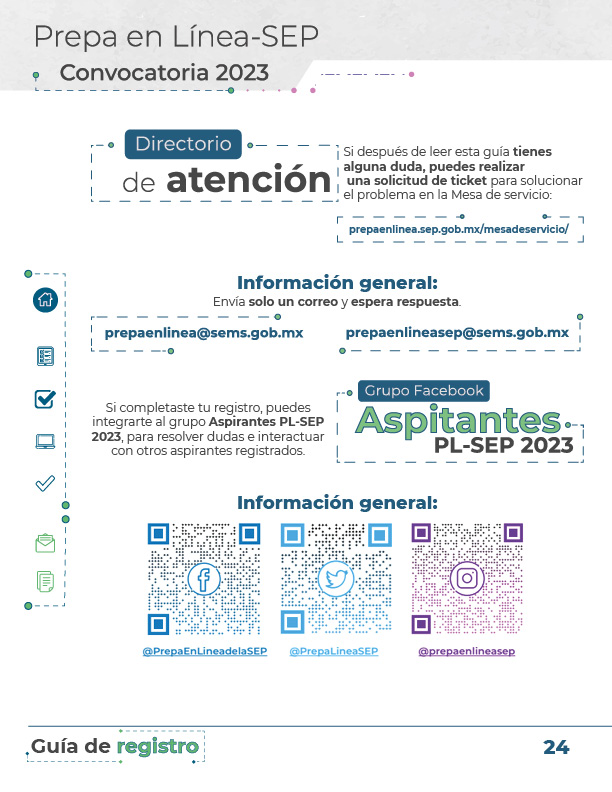 Prepa en Línea-SEP
Convocatoria 2023
Directorio
de atención
Si después de leer esta guía tienes
alguna duda, puedes realizar
una solicitud de ticket para solucionar
el problema en la Mesa de servicio:
prepaenlinea.sep.gob.mx/mesadeservicio/
Información general:
Envía solo un correo y espera respuesta.
prepaenlinea@sems.gob.mx
prepaenlineasep@sems.gob.mx
Si completaste tu registro, puedes
integrarte al grupo Aspirantes PL-SEP
2023, para resolver dudas e interactuar
con otros aspirantes registrados.
Grupo Facebook
Aspitantes
PL-SEP 2023
Información general:
@PrepaEnLineadelaSEP
@PrepaLineaSEP
@prepaenlineasep
Guía de registro
24